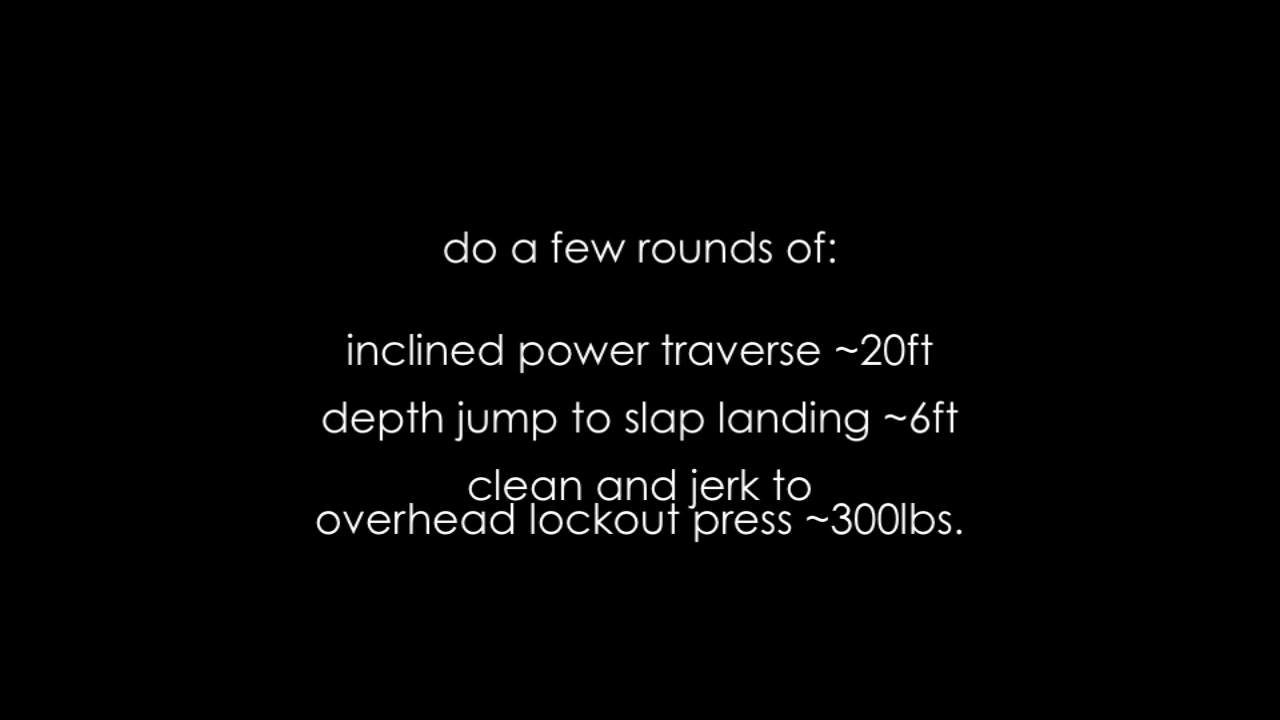 do a few rounds of:
inclined power traverse ~20ft
depth jump to slap landing ~6ft
clean and jerk to
overhead lockout press ~300lbs.